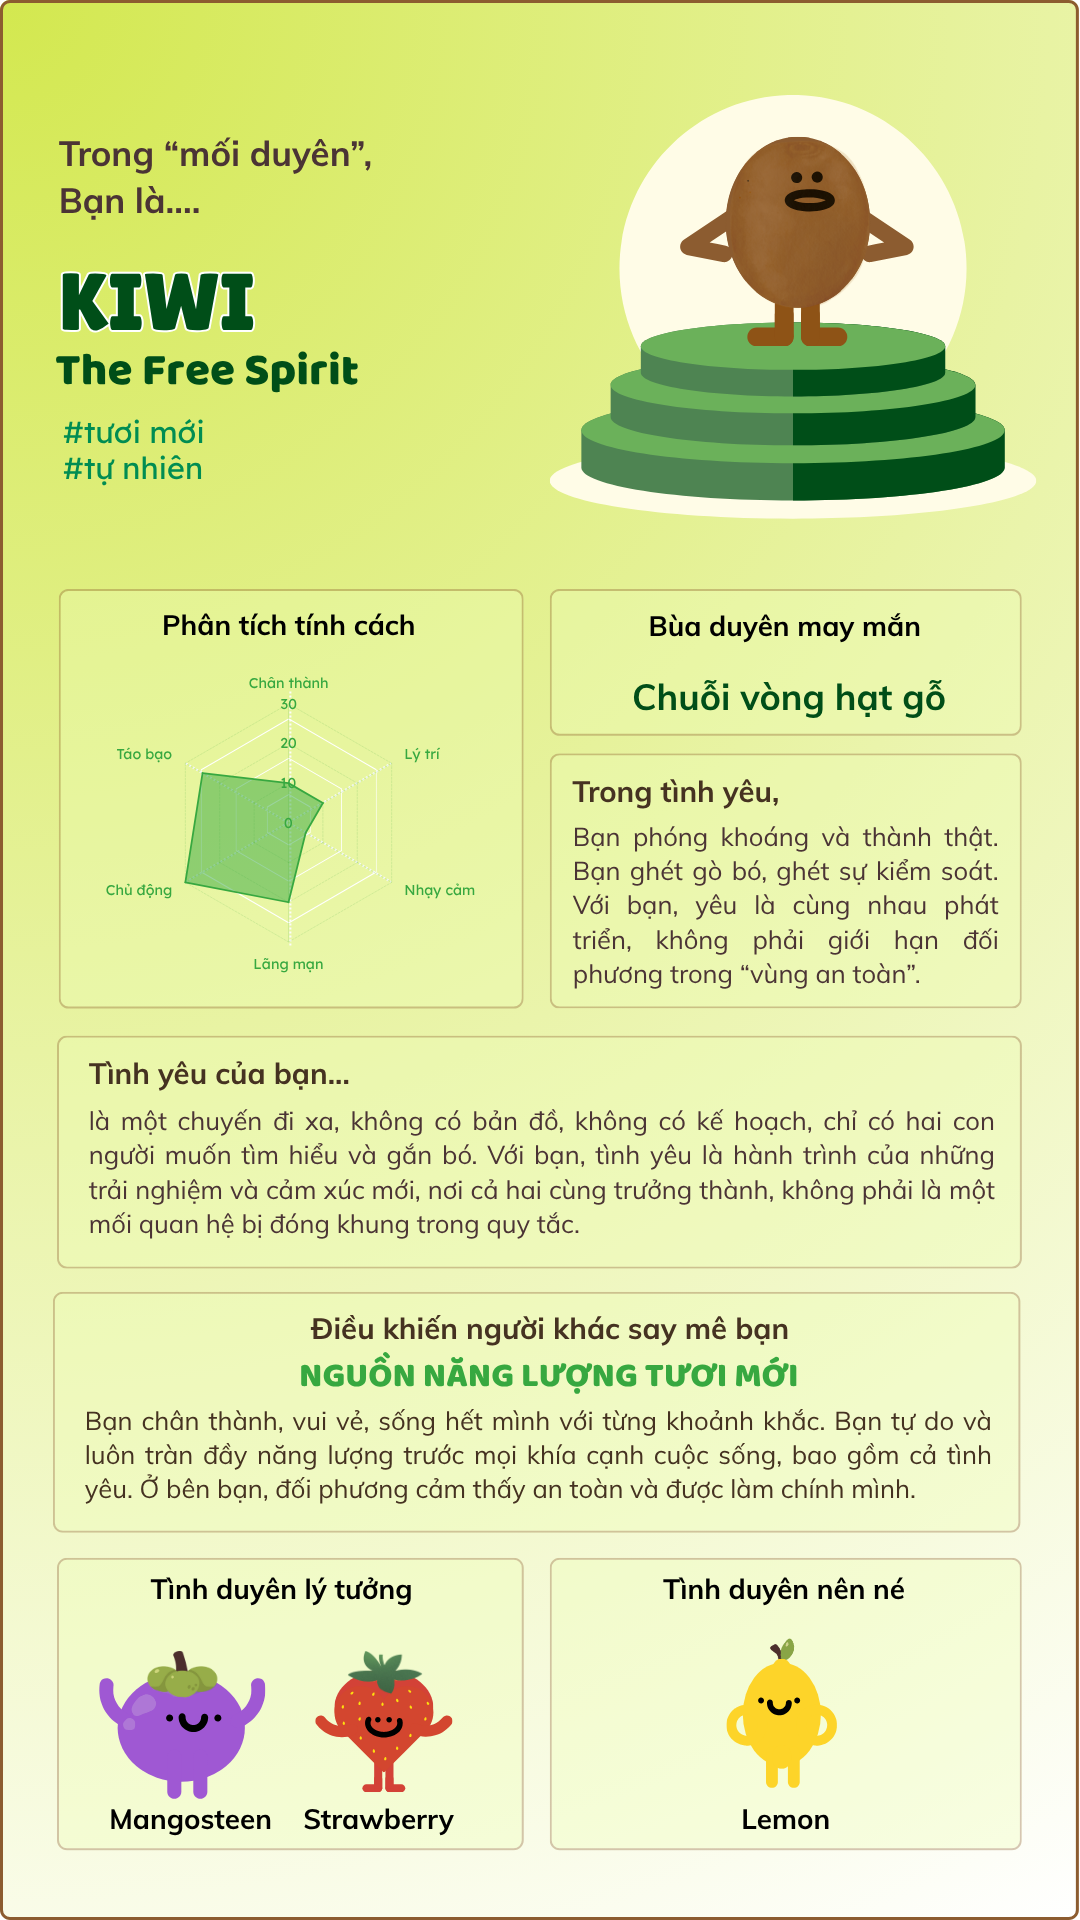 Trong “mối duyên”,
Bạn là....
KIWI
The Free Spirit
#tươi mới
#tự nhiên
Phân tích tính cách
Chân thành
30
20
10
0
Táo bạo
Lý trí
Chủ động
Nhạy cảm
Lãng mạn
Bùa duyên may mắn
Chuỗi vòng hạt gỗ
Trong tình yêu,
Bạn phóng khoáng và thành thật.
Bạn ghét gò bó, ghét sự kiểm soát.
Với bạn, yêu là cùng nhau phát
triển, không phải giới hạn đối
phương trong “vùng an toàn”.
Tình yêu của bạn...
là một chuyến đi xa, không có bản đồ, không có kế hoạch, chỉ có hai con
người muốn tìm hiểu và gắn bó. Với bạn, tình yêu là hành trình của những
trải nghiệm và cảm xúc mới, nơi cả hai cùng trưởng thành, không phải là một
mối quan hệ bị đóng khung trong quy tắc.
Điều khiến người khác say mê bạn
NGUỒN NĂNG LƯỢNG TƯƠI MỚI
Bạn chân thành, vui vẻ, sống hết mình với từng khoảnh khắc. Bạn tự do và
luôn tràn đầy năng lượng trước mọi khía cạnh cuộc sống, bao gồm cả tình
yêu. Ở bên bạn, đối phương cảm thấy an toàn và được làm chính mình.
Tình duyên lý tưởng
Mangosteen
Strawberry
Tình duyên nên né
Lemon